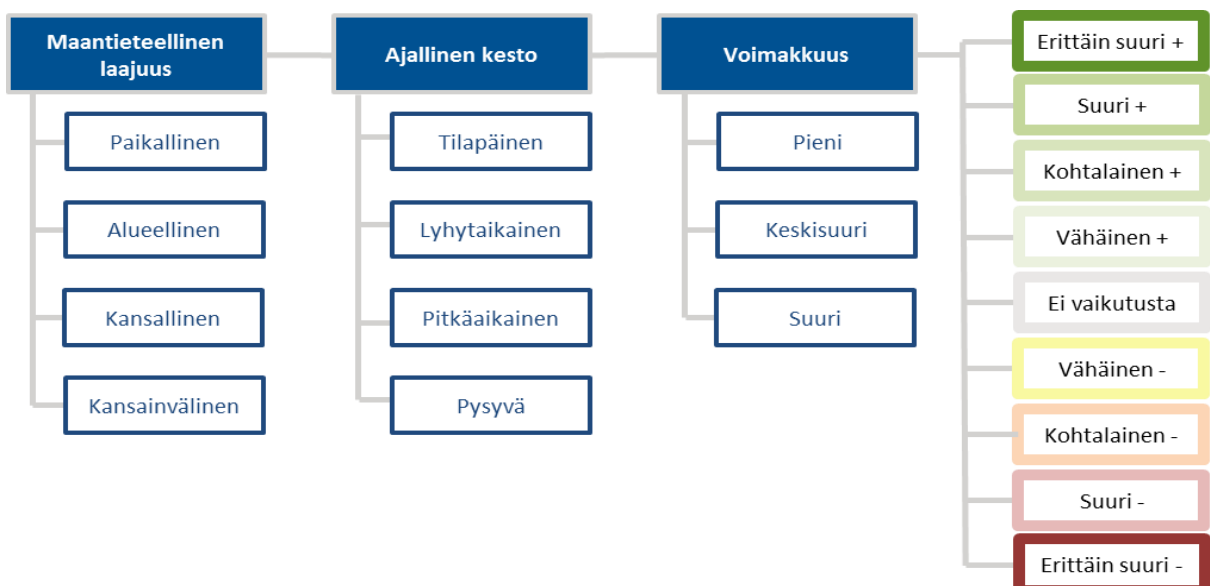 Maantieteellinen
laajuus
Paikallinen
Alueellinen
Kansallinen
Kansainvälinen
Ajallinen kesto
Tilapäinen
Lyhytaikainen
Pitkäaikainen
Pysyvä
Voimakkuus
Pieni
Keskisuuri
Suuri
Erittäin suuri +
Suuri +
Kohtalainen +
Vähäinen +
Ei vaikutusta
Vähäinen -
Kohtalainen -
Suuri -
Erittäin suuri -